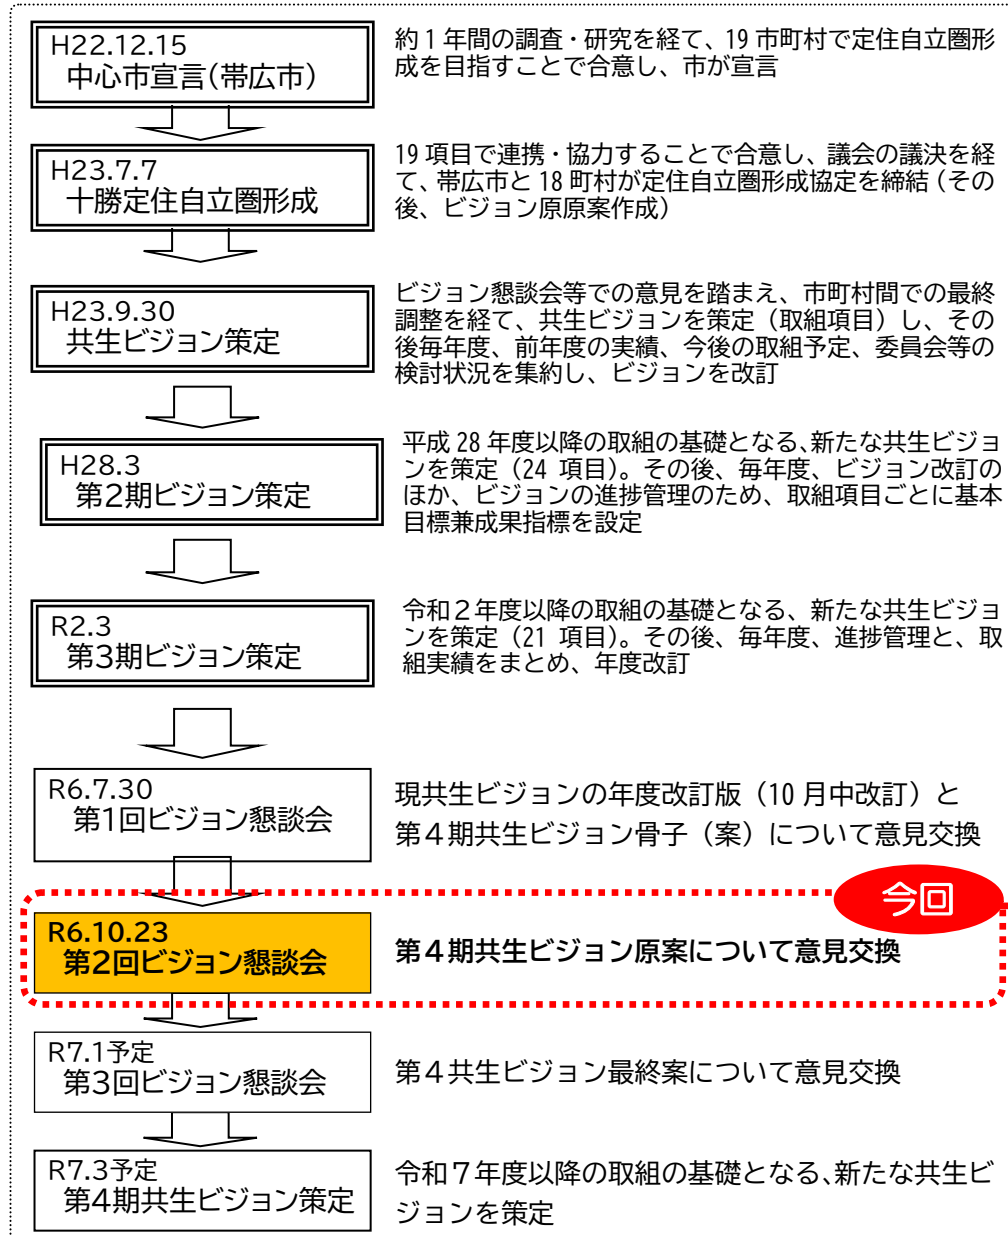 H22.12.15
中心市宣言(帯広市)
約1年間の調査・研究を経て、19市町村で定住自立圏形
成を目指すことで合意し、市が宣言
H23.7.7
十勝定住自立圏形成
19項目で連携・協力することで合意し、議会の議決を経
て、帯広市と18町村が定住自立圏形成協定を締結(その
後、ビジョン原原案作成)
H23.9.30
共生ビジョン策定
ビジョン懇談会等での意見を踏まえ、市町村間での最終
調整を経て、共生ビジョンを策定(取組項目)し、その
後毎年度、前年度の実績、今後の取組予定、委員会等の
検討状況を集約し、ビジョンを改訂
H28.3
第2期ビジョン策定
平成28年度以降の取組の基礎となる、新たな共生ビジョ
ンを策定(24項目)。その後、毎年度、ビジョン改訂の
ほか、ビジョンの進捗管理のため、取組項目ごとに基本
目標兼成果指標を設定
R2.3
第3期ビジョン策定
令和2年度以降の取組の基礎となる、新たな共生ビジョ
ンを策定(21項目)。その後、毎年度、進捗管理と、取
組実績をまとめ、年度改訂
R6.7.30
第1回ビジョン懇談会
現共生ビジョンの年度改訂版(10月中改訂)と
第4期共生ビジョン骨子(案)について意見交換
今回
R6.10.23
第2回ビジョン懇談会
第4期共生ビジョン原案について意見交換
R7.1予定
第3回ビジョン懇談会
第4共生ビジョン最終案について意見交換
R7.3予定
第4期共生ビジョン策定
令和7年度以降の取組の基礎となる、新たな共生ビ
ジョンを策定